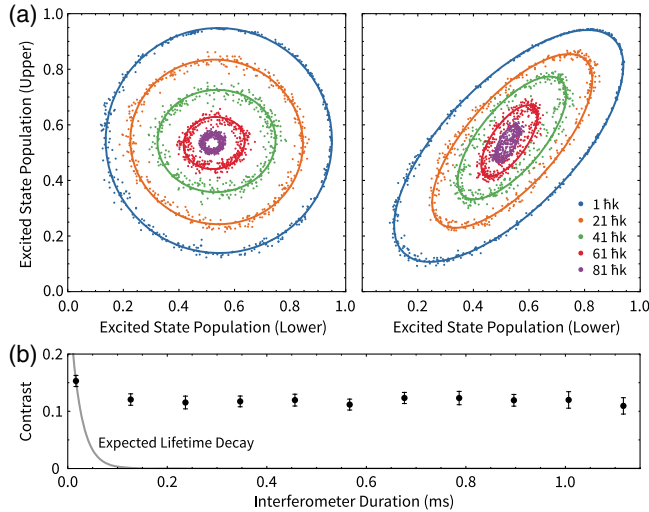 (a)
Excited State Population (Upper)
1.0
0.8
0.6
0.4
0.2
0.0
0.0 0.2 0.4 0.6 0.8 1.0
Excited State Population (Lower)
1 ħk
21 ħk
41 ħk
61 ħk
81 ħk
0.2 0.4 0.6 0.8 1.0
Excited State Population (Lower)
(b)
Contrast
0.2
0.1
0
Expected Lifetime Decay
0.0 0.2 0.4 0.6 0.8 1.0
Interferometer Duration (ms)